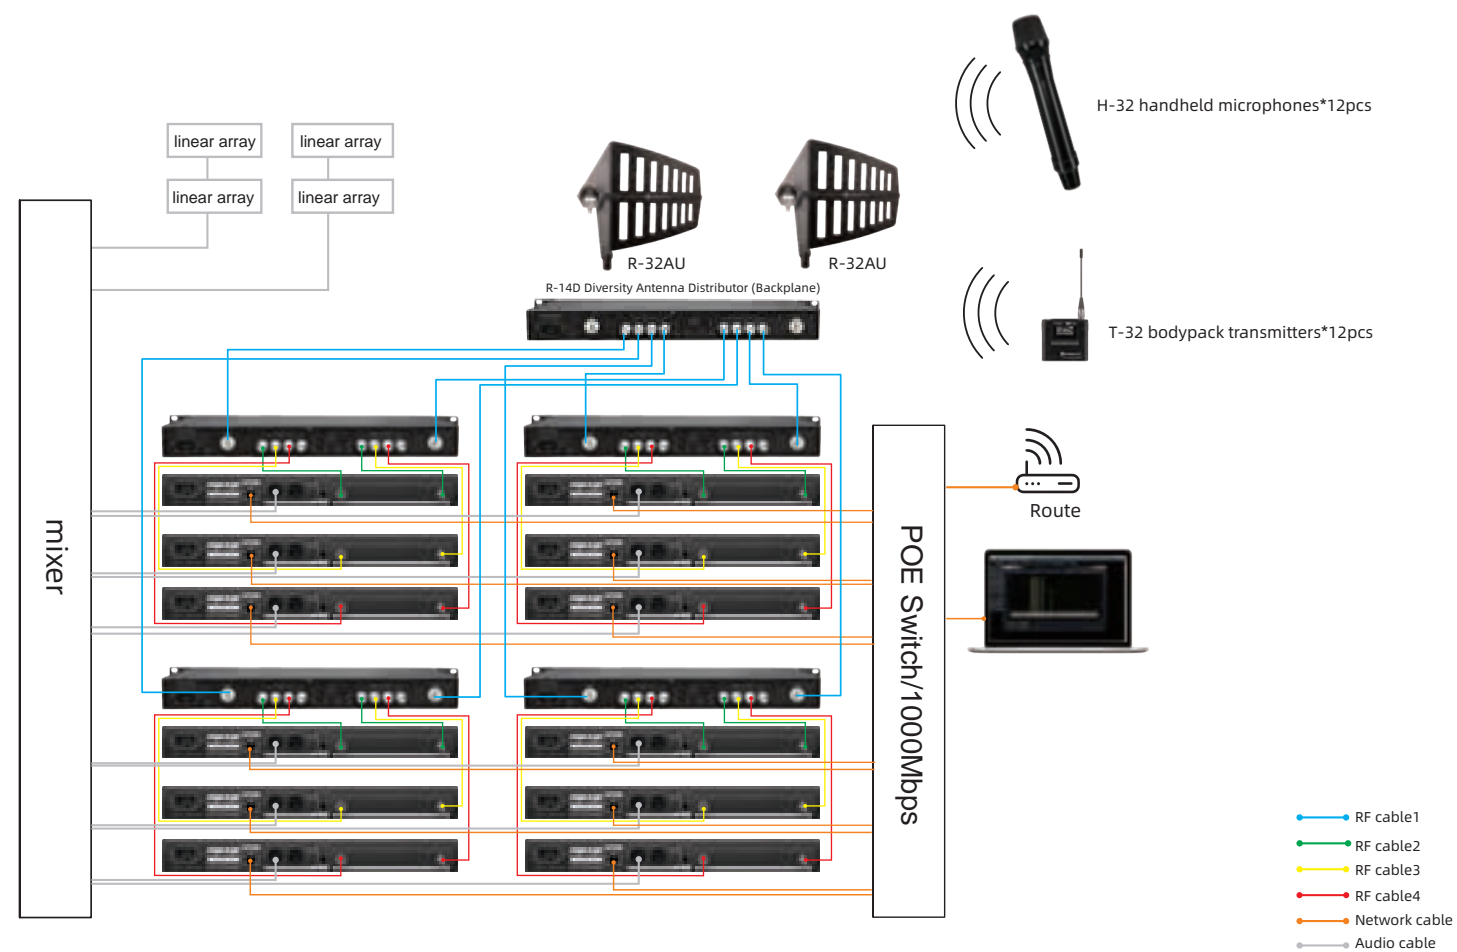 H-32 handheld microphones*12pcs
linear array
linear array
linear array
linear array
R-32AU
R-32AU
R-14D Diversity Antenna Distributor (Backplane)
T-32 bodypack transmitters*12pcs
mixer
POE Switch/1000Mbps
Route
RF cable1
RF cable2
RF cable3
RF cable4
Network cable
Audio cable